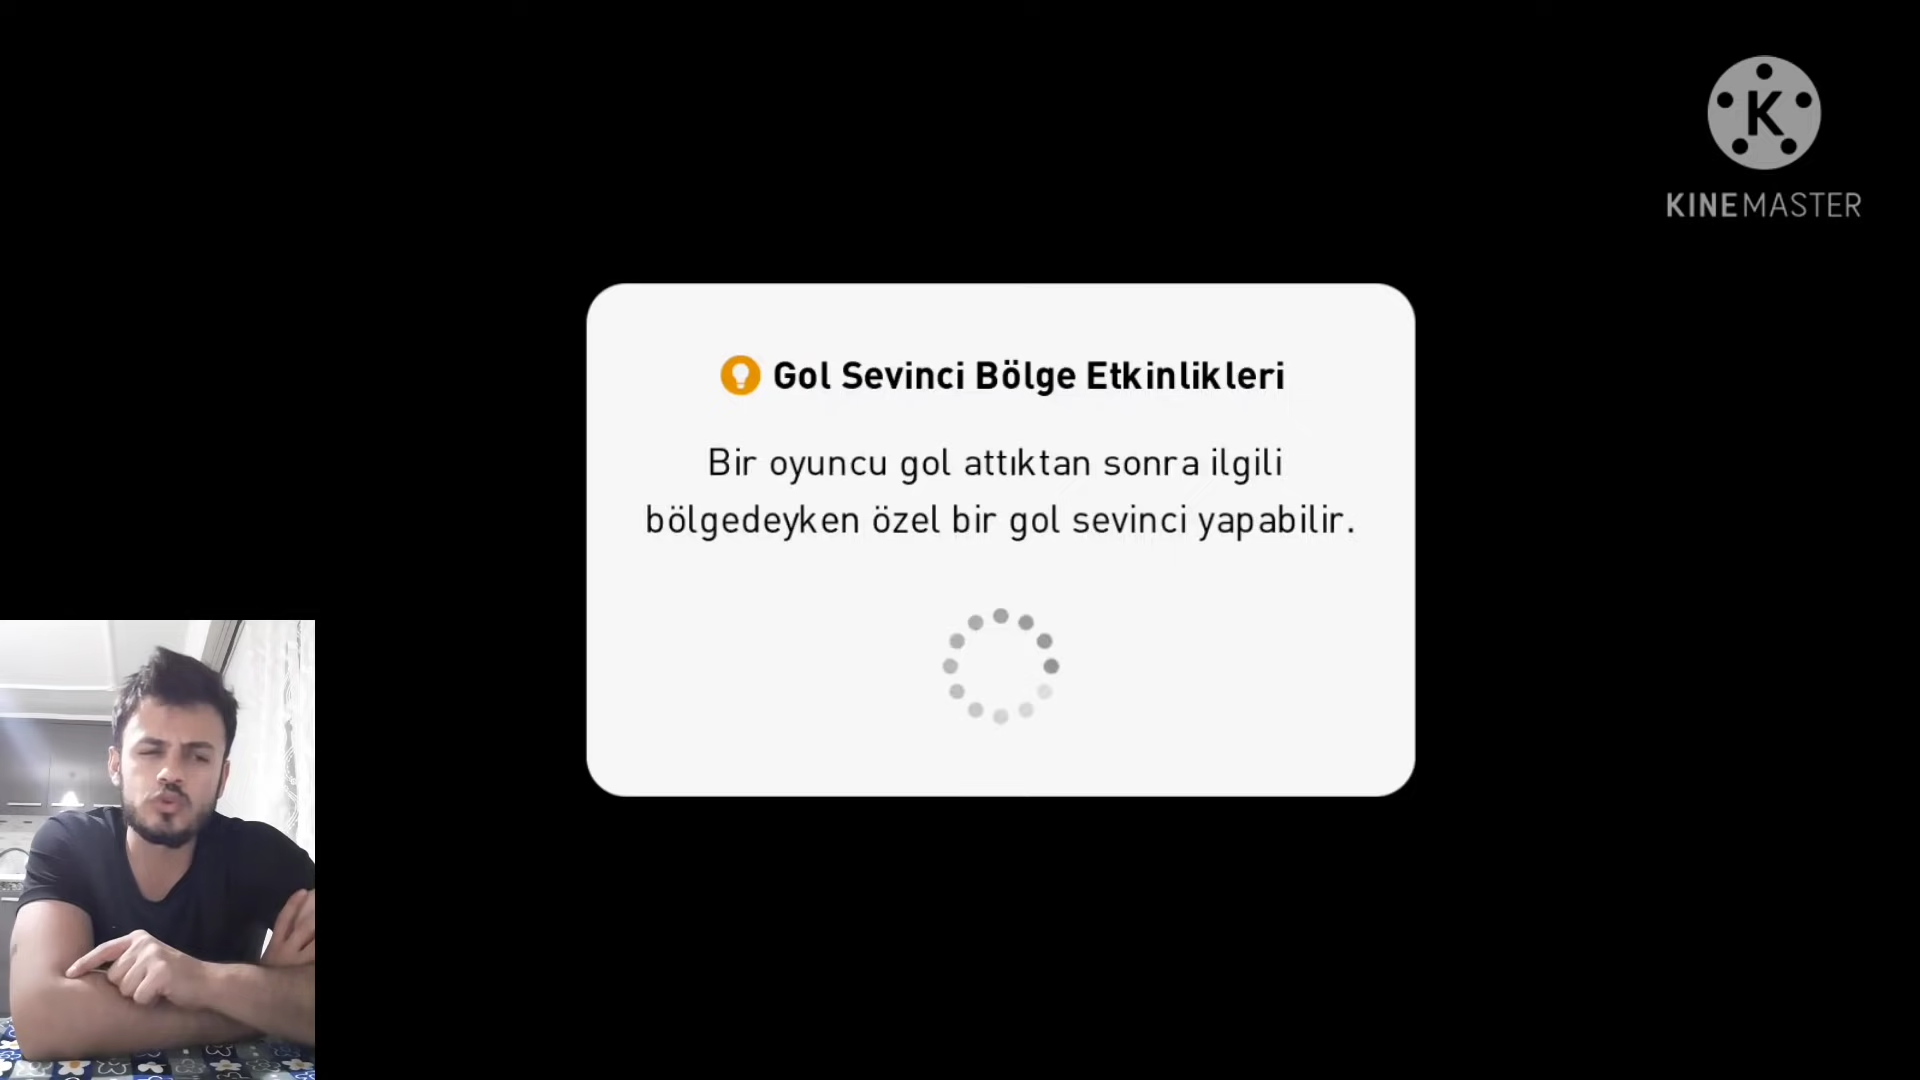 K
KINEMASTER
Gol Sevinci Bölge Etkinlikleri
Bir oyuncu gol attıktan sonra ilgili
bölgedeyken özel bir gol sevinci yapabilir.